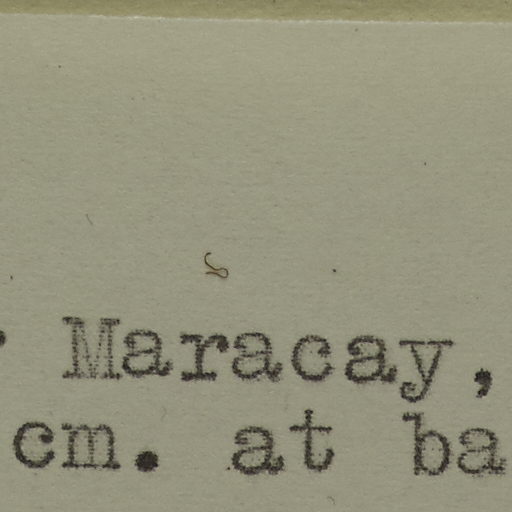 Maracay,
cm. at ba